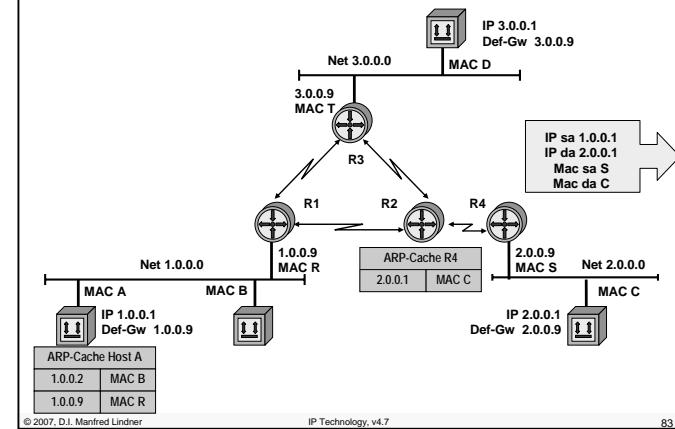 IP 3.0.0.1
Def-Gw 3.0.0.9
Net 3.0.0.0
MAC D
3.0.0.9
MAC T
R3
IP sa 1.0.0.1
IP da 2.0.0.1
Mac sa S
Mac da C
R1
R2
R4
1.0.0.9
MAC R
ARP-Cache R4
2.0.0.1 MAC C
2.0.0.9
MAC S
Net 1.0.0.0
Net 2.0.0.0
MAC A
MAC B
MAC C
IP 1.0.0.1
Def-Gw 1.0.0.9
IP 2.0.0.1
Def-Gw 2.0.0.9
ARP-Cache Host A
1.0.0.2 MAC B
1.0.0.9 MAC R
© 2007, D.I. Manfred Lindner IP Technology, v4.7 83